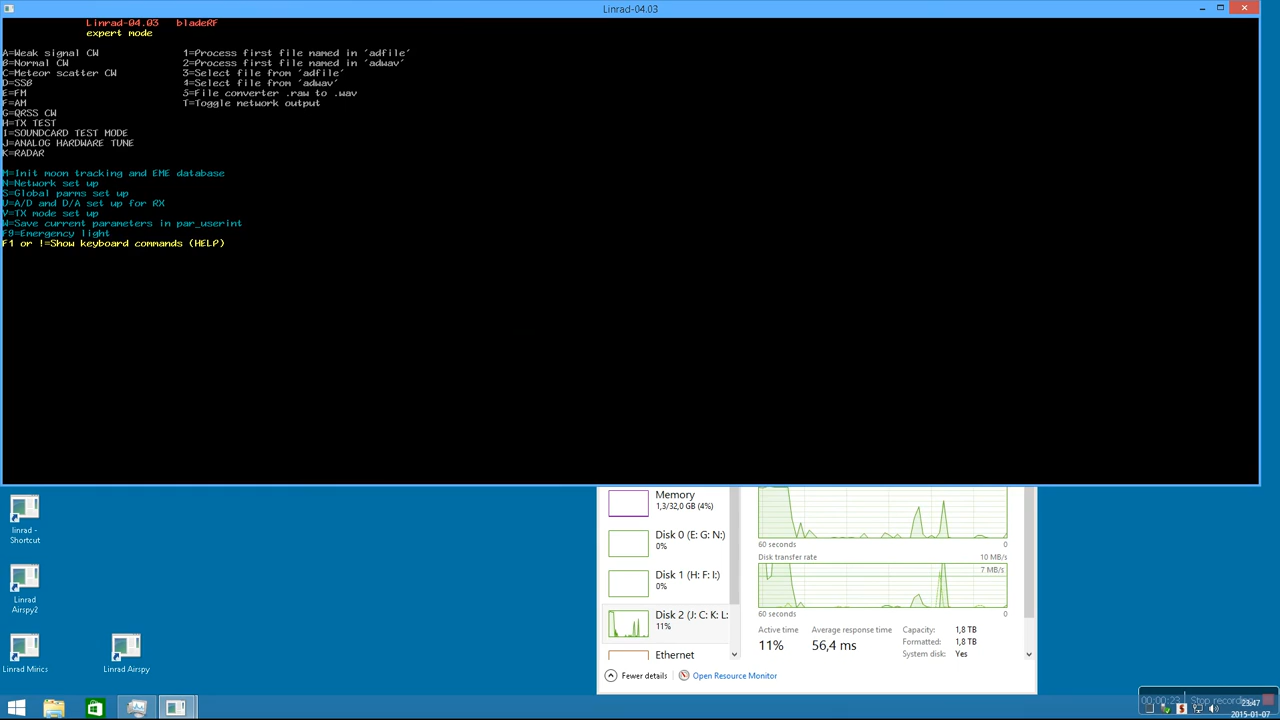 Linrad-04.03
Linrad-04.03 bladeRF
expert mode
A=Weak signal CW 1=Process first file named in 'adfile'
B=Normal CW 2=Process first file named in 'adwav'
C=Meteor scatter CW 3=Select file from 'adfile'
D=SSB 4=Select file from 'adwav'
E=FM 5=File converter .raw to .wav
F=AM T=Toggle network output
G=QRSS CW
H=TX TEST
I=SOUNDCARD TEST MODE
J=ANALOG HARDWARE TUNE
K=RADAR
M=Init moon tracking and EME database
N=Network set up
S=Global parms set up
U=A/D and D/A set up for RX
V=TX mode set up
W=Save current parameters in par_userint
F9=Emergency light
F1 or !=Show keyboard commands (HELP)
linrad -
Shortcut
Linrad
Airspy2
Linrad Mirics
Linrad Airspy
Memory
1,3/32,0 GB (4%)
Disk 0 (E: G: N:)
0%
Disk 1 (H: F: I:)
0%
Disk 2 (J: C: K: L:
11%
Ethernet
60 seconds 0
Disk transfer rate 10 MB/s
7 MB/s
60 seconds 0
Active time Average response time
11% 56,4 ms
Capacity: 1,8 TB
Formatted: 1,8 TB
System disk: Yes
Fewer details Open Resource Monitor
00:00:23 Stop recording
23:47
2015-01-07